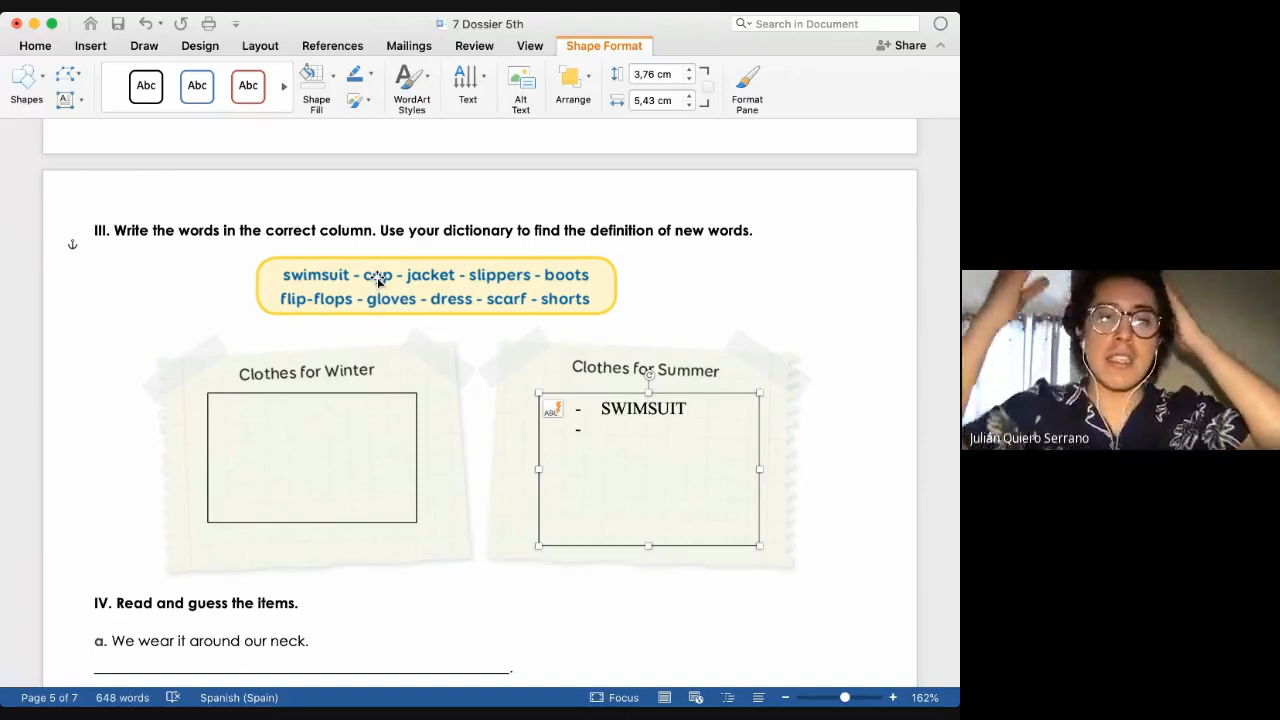 7 Dossier 5th
Search in Document
Home Insert Draw Design Layout References Mailings Review View Shape Format Share
Abc Abc Abc
3,76 cm
5,43 cm
Shapes Shape Fill WordArt Styles Text Alt Text Arrange Format Pane
III. Write the words in the correct column. Use your dictionary to find the definition of new words.
swimsuit - cap - jacket - slippers - boots
flip-flops - gloves - dress - scarf - shorts
Clothes for Winter
Clothes for Summer
ABC
- SWIMSUIT
-
Julián Quiero Serrano
IV. Read and guess the items.
a. We wear it around our neck.
Page 5 of 7 648 words Spanish (Spain) Focus 162%